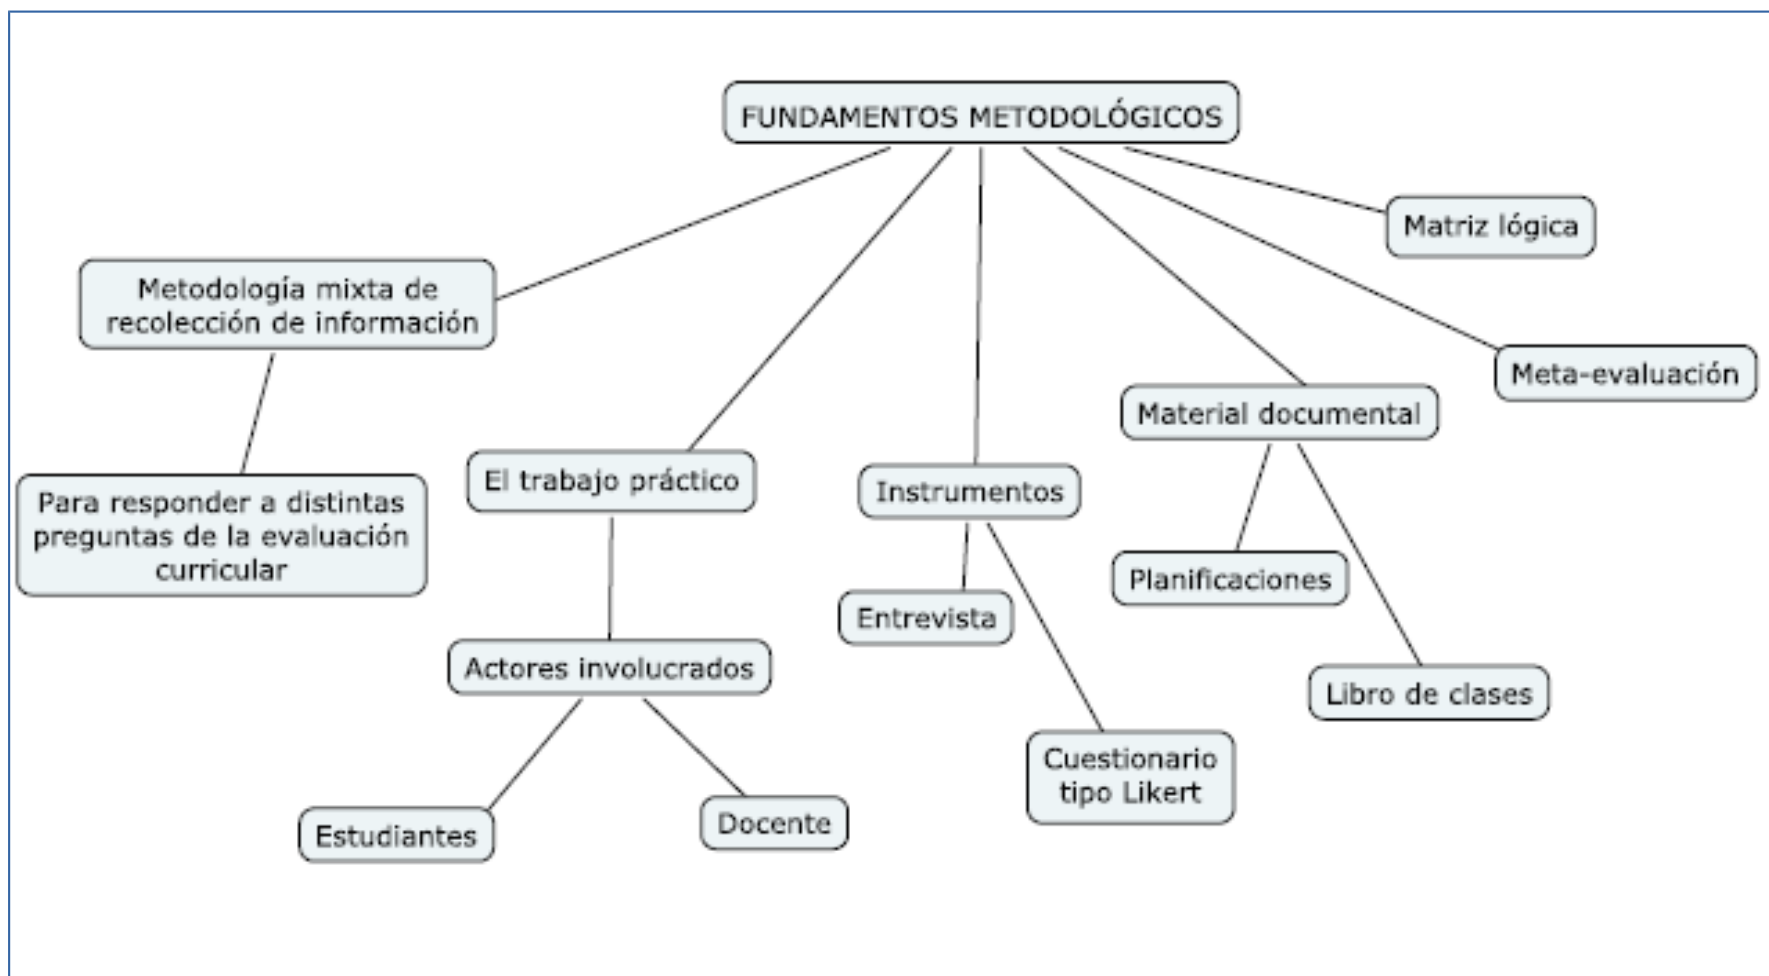 FUNDAMENTOS METODOLÓGICOS
Matriz lógica
Metodología mixta de
recolección de información
Meta-evaluación
Material documental
El trabajo práctico
Instrumentos
Para responder a distintas
preguntas de la evaluación
curricular
Planificaciones
Entrevista
Actores involucrados
Libro de clases
Cuestionario
tipo Likert
Estudiantes
Docente